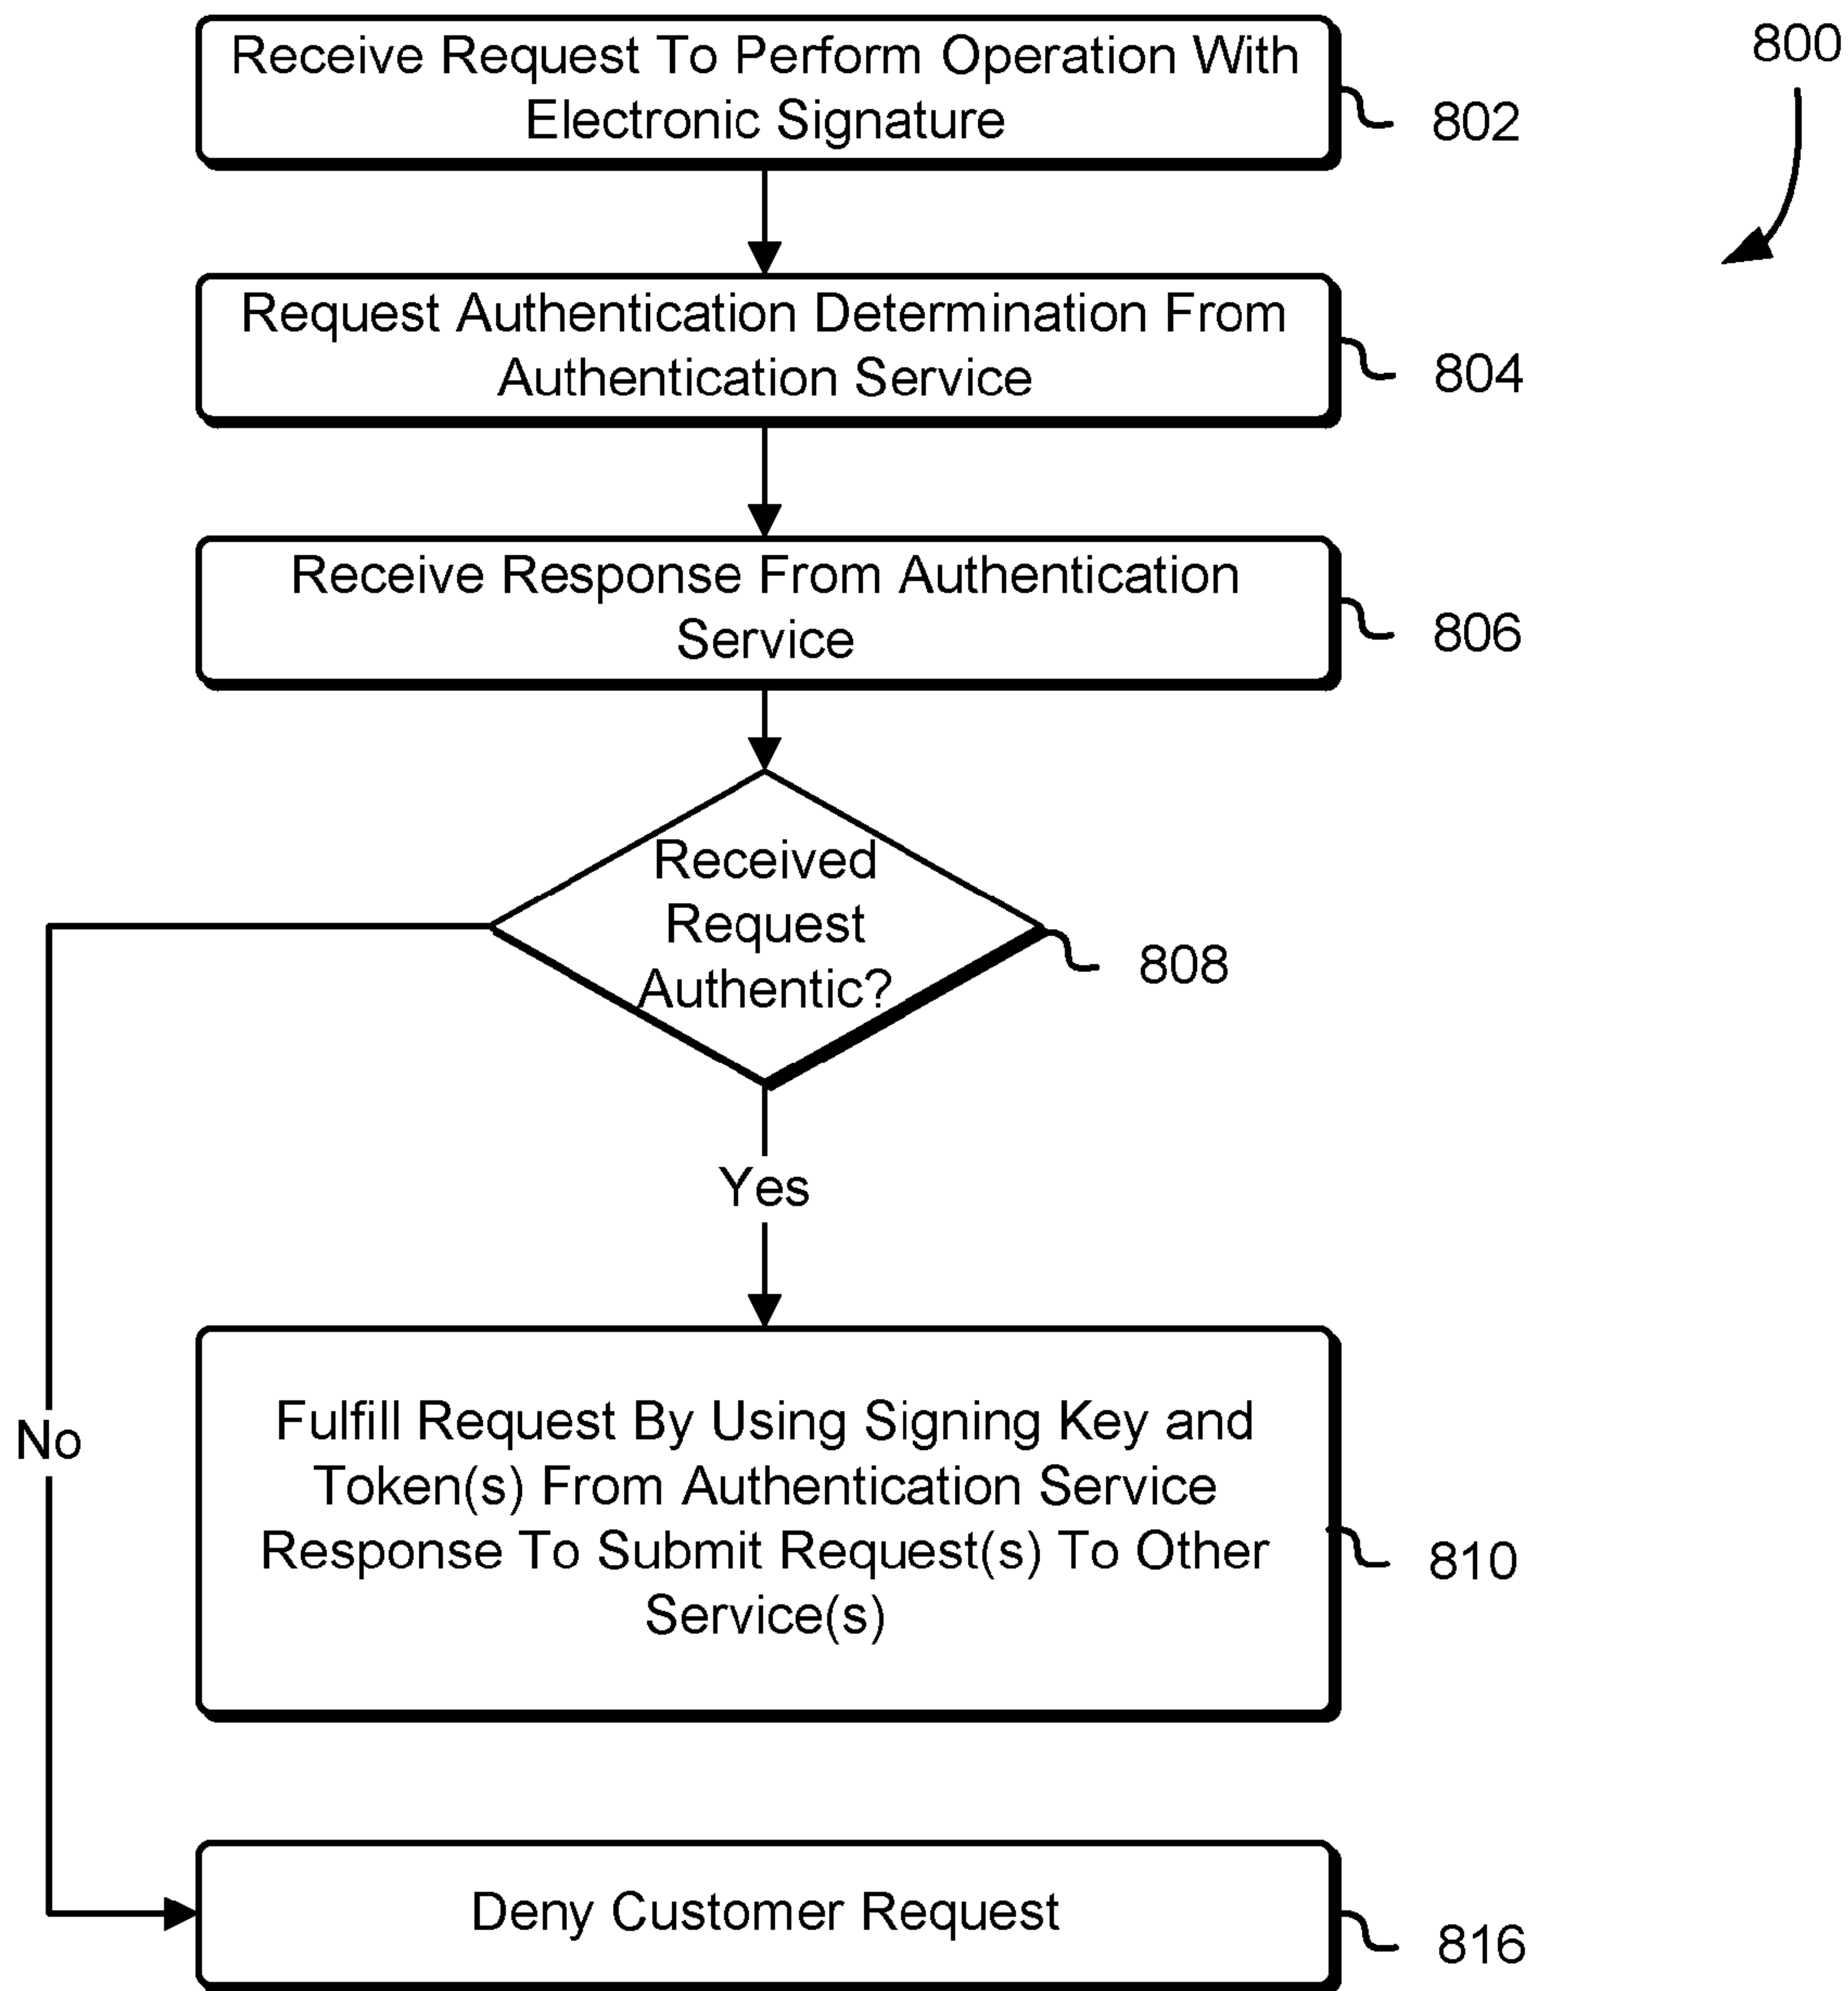 800
Receive Request To Perform Operation With
Electronic Signature
802
Request Authentication Determination From
Authentication Service
804
Receive Response From Authentication
Service
806
Received
Request
Authentic?
808
Yes
No
Fulfill Request By Using Signing Key and
Token(s) From Authentication Service
Response To Submit Request(s) To Other
Service(s)
810
Deny Customer Request
816